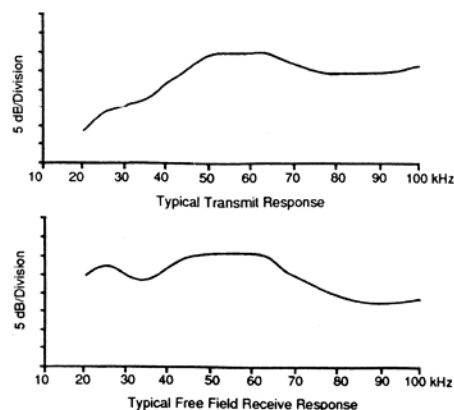 5 dB/Division
10 20 30 40 50 60 70 80 90 100 kHz
Typical Transmit Response
5 dB/Division
10 20 30 40 50 60 70 80 90 100 kHz
Typical Free Field Receive Response